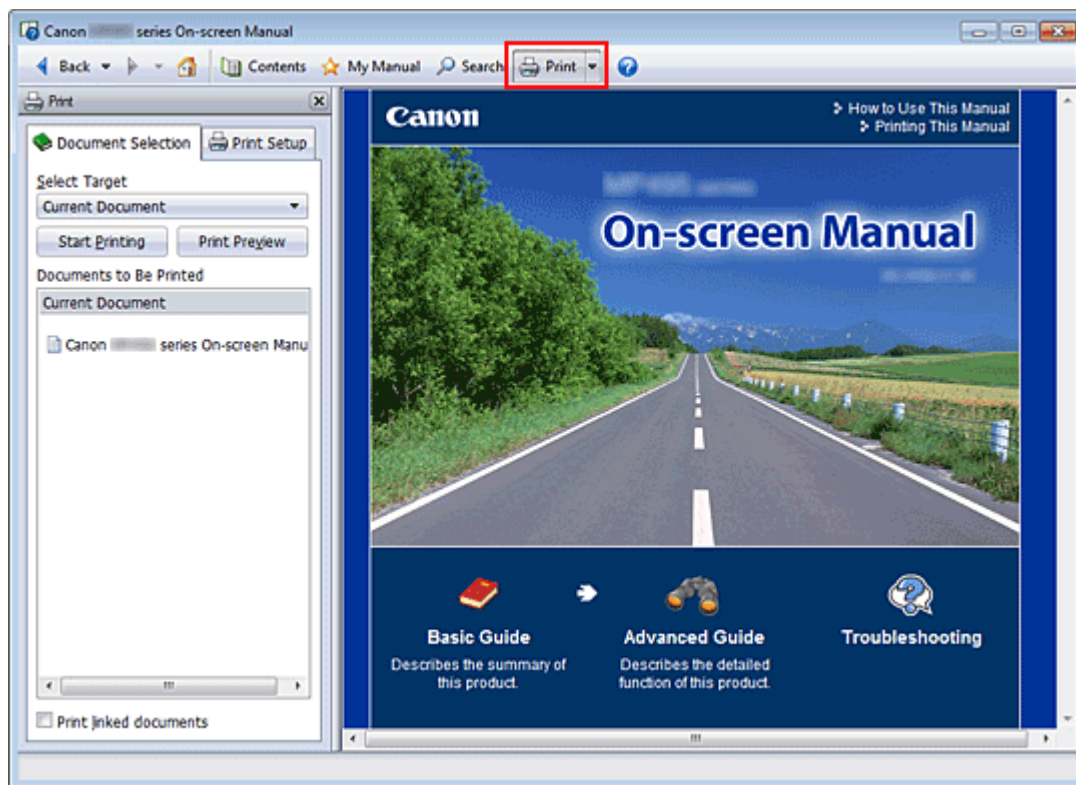 Canon series On-screen Manual
Back Contents My Manual Search Print
Print
Document Selection Print Setup
Select Target
Current Document
Start Printing Print Preview
Documents to Be Printed
Current Document
Canon series On-screen Manu
Print linked documents
Canon
How to Use This Manual
Printing This Manual
series
On-screen Manual
Basic Guide
Describes the summary of
this product.
Advanced Guide
Describes the detailed
function of this product.
Troubleshooting